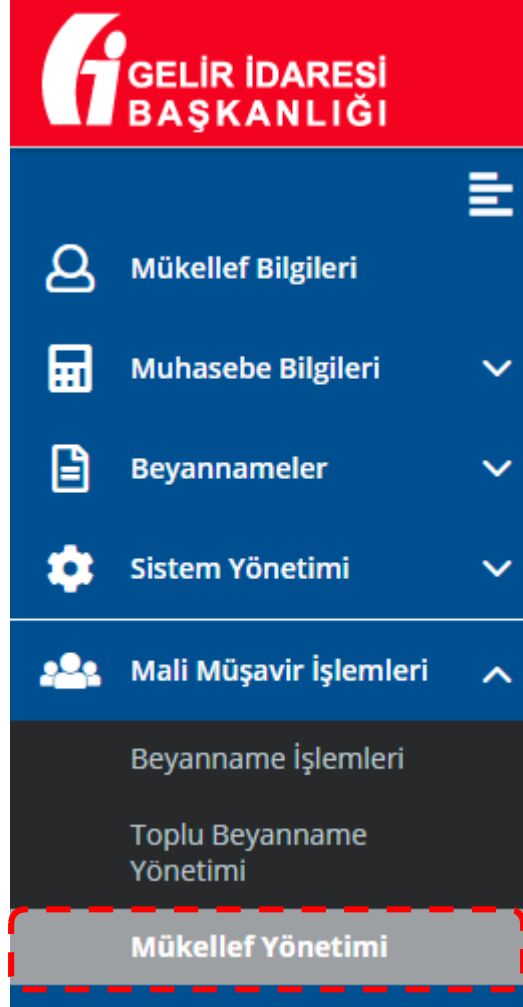 GELİR İDARESİ
BAŞKANLIĞI
Mükellef Bilgileri
Muhasebe Bilgileri
Beyannameler
Sistem Yönetimi
Mali Müşavir İşlemleri
Beyanname İşlemleri
Toplu Beyanname
Yönetimi
Mükellef Yönetimi